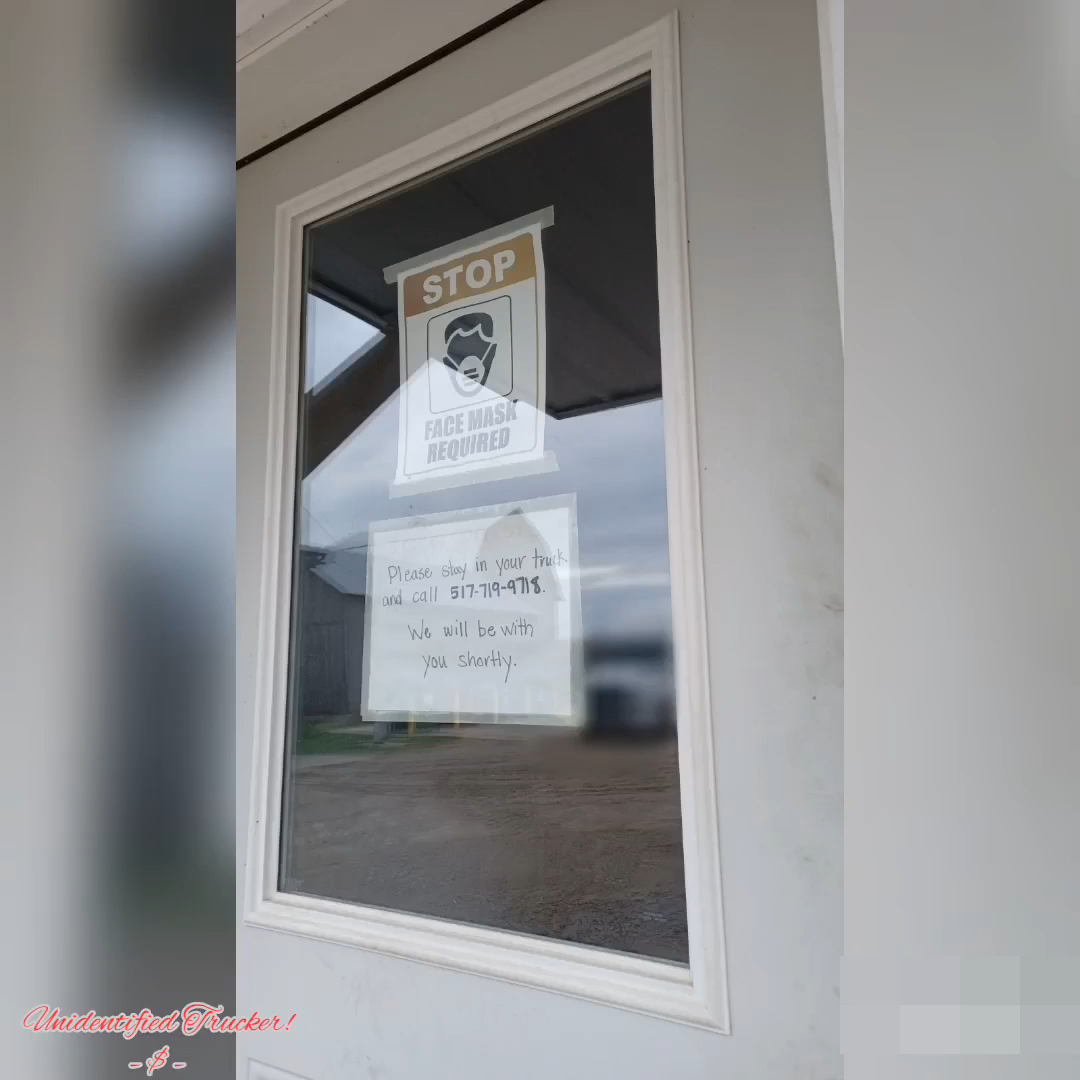 STOP
FACE MASK
REQUIRED
Please stay in your truck
and call 517-719-9718.
We will be with
you shortly.
Unidentified Trucker!
- $ -